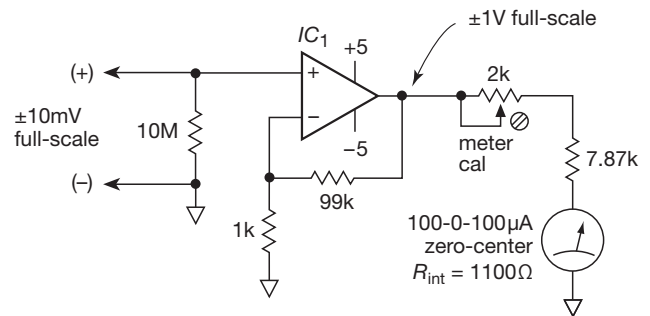 ±1V full-scale
IC1
+5
(+)
+
2k
±10mV
full-scale
10M
–
–5
meter
cal
7.87k
(–)
99k
1k
100-0-100μA
zero-center
Rint = 1100Ω